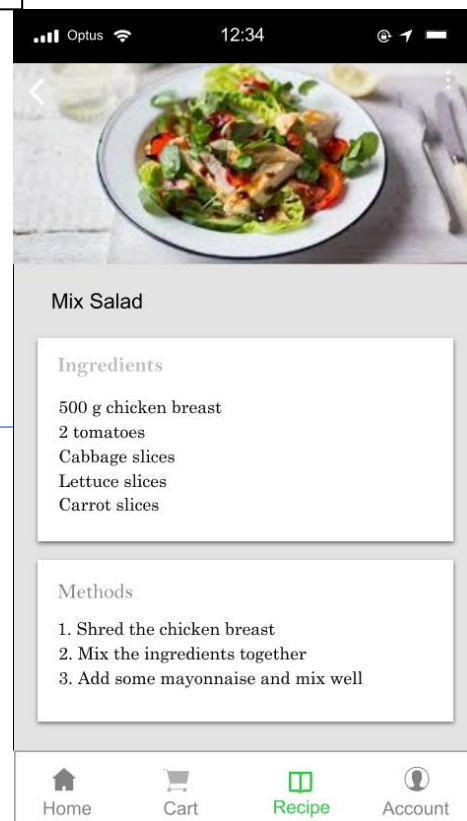 Optus 12:34
Mix Salad
Ingredients
500 g chicken breast
2 tomatoes
Cabbage slices
Lettuce slices
Carrot slices
Methods
1. Shred the chicken breast
2. Mix the ingredients together
3. Add some mayonnaise and mix well
Home Cart Recipe Account